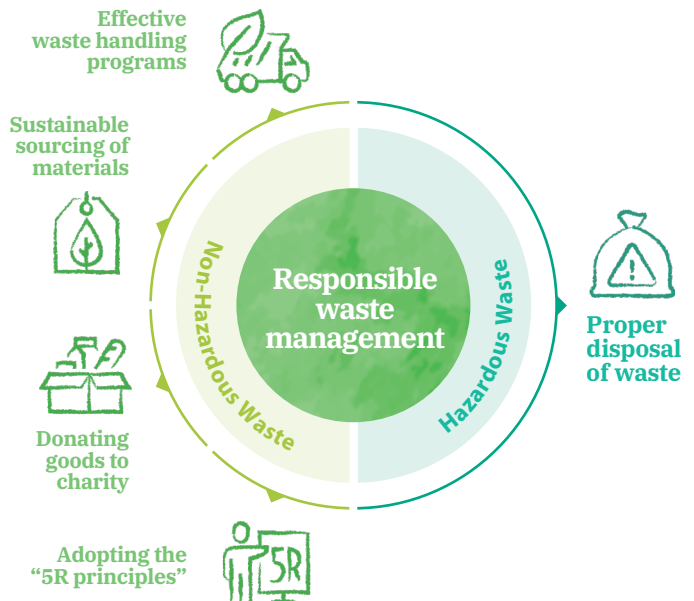 Effective
waste handling
programs
Sustainable
sourcing of
materials
Non-Hazardous Waste
Responsible
waste
management
Hazardous Waste
Proper
disposal
of waste
Donating
goods to
charity
Adopting the
“5R principles”
5R